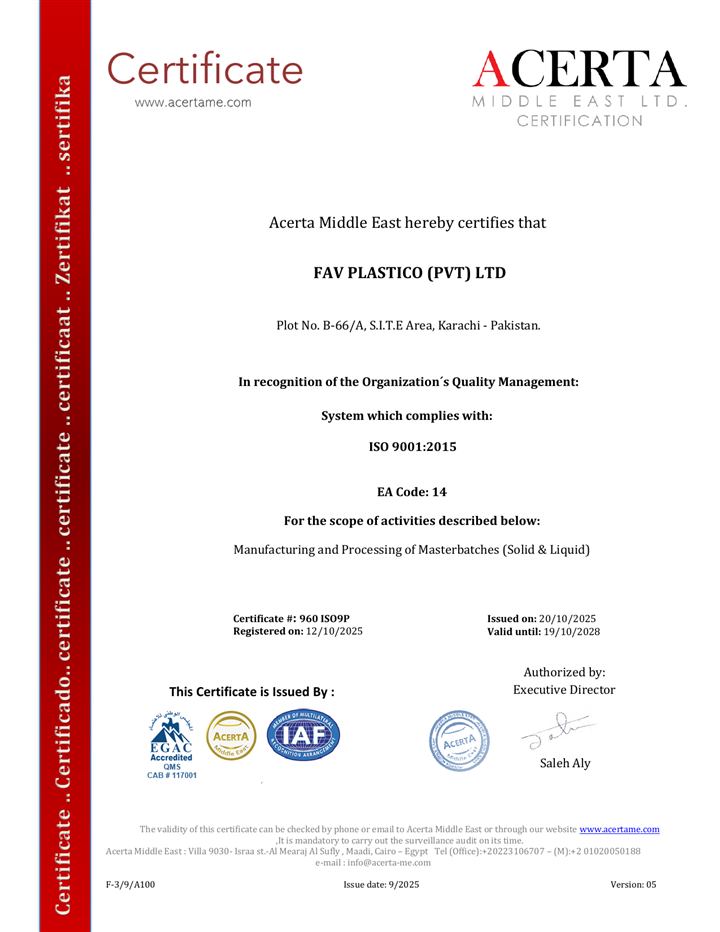 Certificate
www.acertame.com
ACERTA
MIDDLE EAST LTD.
CERTIFICATION
Certificate .. Certificado.. certificate .. certificate .. certificaat .. Zertifikat .. sertifika
Acerta Middle East hereby certifies that
FAV PLASTICO (PVT) LTD
Plot No. B-66/A, S.I.T.E Area, Karachi - Pakistan.
In recognition of the Organization´s Quality Management:
System which complies with:
ISO 9001:2015
EA Code: 14
For the scope of activities described below:
Manufacturing and Processing of Masterbatches (Solid & Liquid)
Certificate #: 960 ISO9P
Registered on: 12/10/2025
Issued on: 20/10/2025
Valid until: 19/10/2028
Authorized by:
Executive Director
This Certificate is Issued By :
EGAC
Accredited
QMS
CAB # 117001
ACERTA
Middle East
MEMBER OF MULTILATERAL
IAF
RECOGNITION ARRANGEMENT
ACERTA
Middle East
Saleh Aly
The validity of this certificate can be checked by phone or email to Acerta Middle East or through our website www.acertame.com
,It is mandatory to carry out the surveillance audit on its time.
Acerta Middle East : Villa 9030- Israa st.-Al Mearaj Al Sufly , Maadi, Cairo – Egypt Tel (Office):+20223106707 – (M):+2 01020050188
e-mail : info@acerta-me.com
F-3/9/A100
Issue date: 9/2025
Version: 05